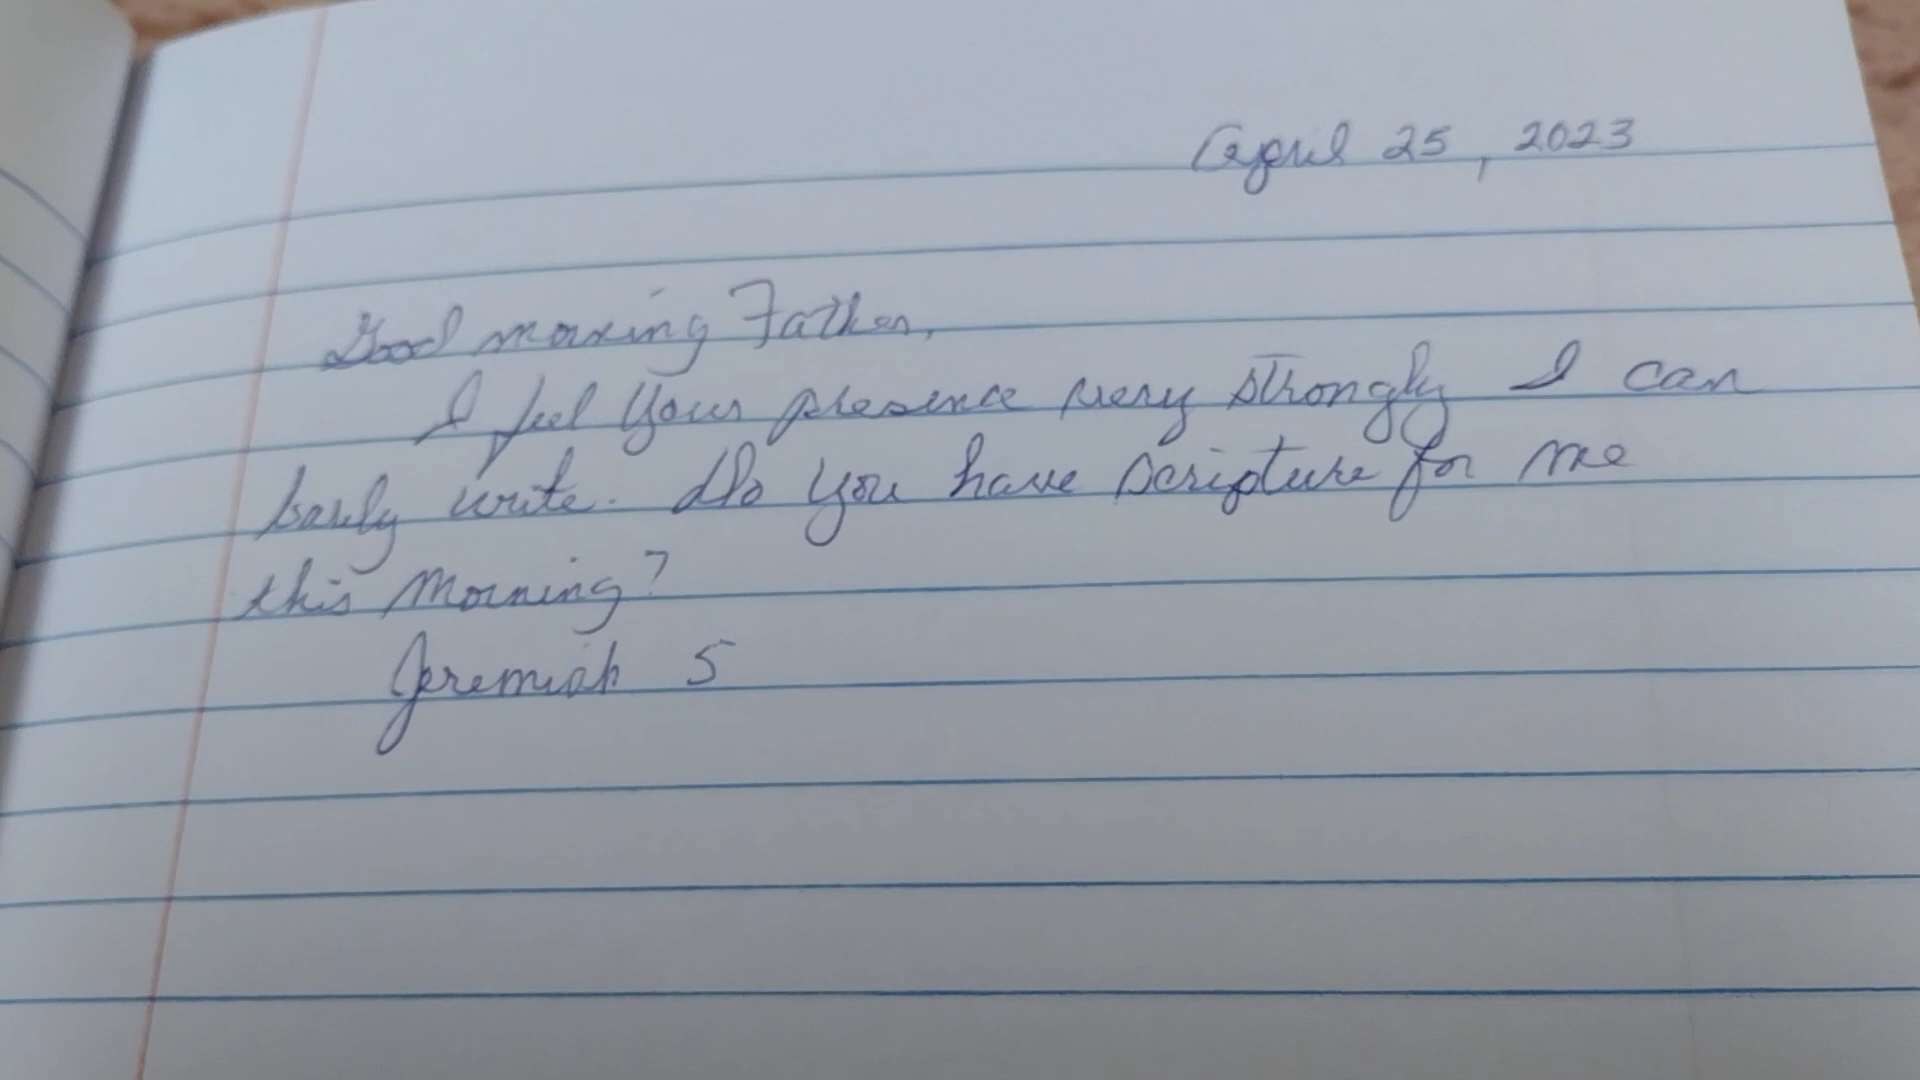 April 25, 2023
Good morning Father,
I feel Your presence very strongly I can
barely write. Do You have scripture for me
this morning?
Jeremiah 5